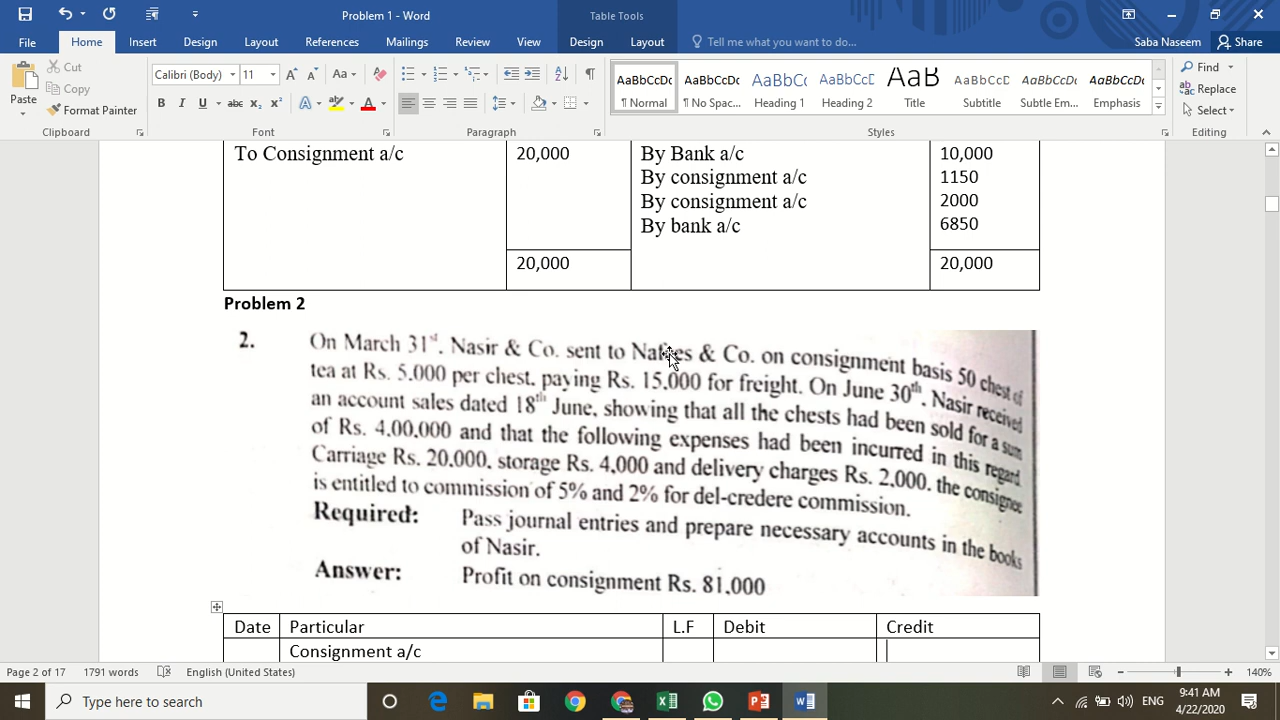 Problem 1 - Word
Table Tools
File Home Insert Design Layout References Mailings Review View Design Layout Tell me what you want to do... Saba Naseem Share
Paste
Cut
Copy
Format Painter
Clipboard
Calibri (Body) 11
Font
Paragraph
AaBbCcDc AaBbCcDc AaBbCc AaBbCcD AaB AaBbCcD AaBbCcDc AaBbCcDc
¶ Normal ¶ No Spac... Heading Heading 2 Title Subtitle Subtle Em... Emphasis
Styles
Find
Replace
Select
Editing
To Consignment a/c 20,000 By Bank a/c 10,000
By consignment a/c 1150
By consignment a/c 2000
By bank a/c 6850
20,000 20,000
Problem 2
2. On March 31st. Nasir & Co. sent to & Co. on consignment basis 50 chest of
tea at Rs. 5,000 per chest, paying Rs. 15,000 for freight. On June 30th. Nasir received
an account sales dated 18th June, showing that all the chests had been sold for a sum
of Rs. 4,00,000 and that the following expenses had been incurred in this regard
Carriage Rs. 20,000, storage Rs. 4,000 and delivery charges Rs. 2,000. the consignee
is entitled to commission of 5% and 2% for del-credere commission.
Required: Pass journal entries and prepare necessary accounts in the books
of Nasir.
Answer: Profit on consignment Rs. 81,000
Date Particular L.F Debit Credit
Consignment a/c
Page 2 of 17 1791 words English (United States) 140%
Type here to search
ENG
9:41 AM
4/22/2020